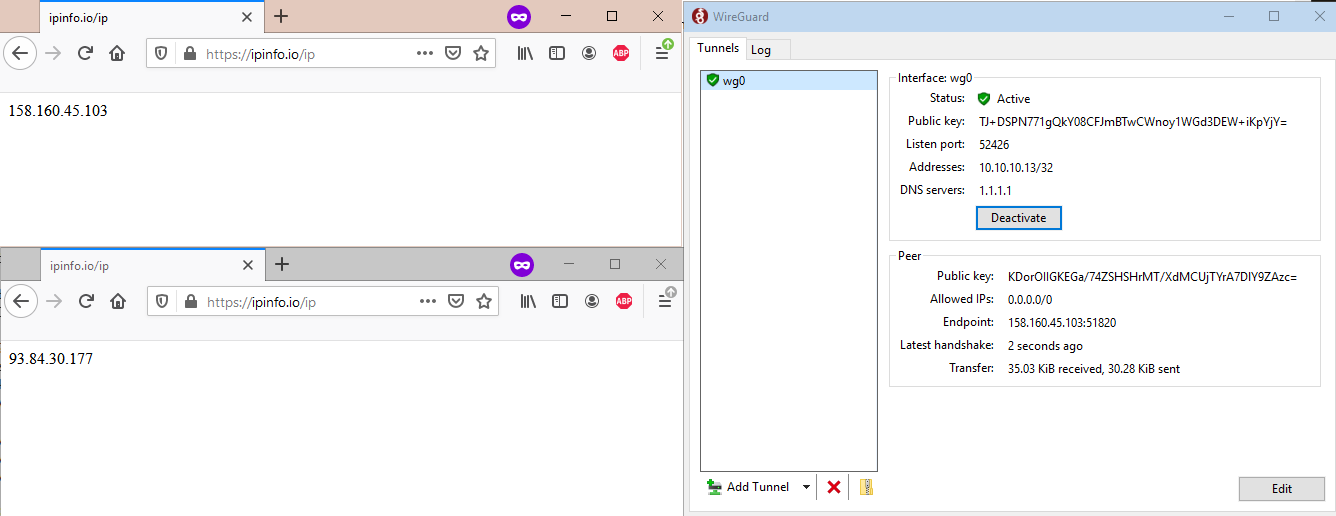 ipinfo.io/ip
https://ipinfo.io/ip
ABP
158.160.45.103
ipinfo.io/ip
https://ipinfo.io/ip
ABP
93.84.30.177
WireGuard
Tunnels
Log
wg0
Interface: wg0
Status: Active
Public key: TJ+DSPN771gQkY08CFJmBTwCWnoy1WGd3DEW+iKpYjY=
Listen port: 52426
Addresses: 10.10.10.13/32
DNS servers: 1.1.1.1
Deactivate
Peer
Public key: KDorOlIGKEGa/74ZSHSHrMT/XdMCUjTYrA7DIY9ZAzc=
Allowed IPs: 0.0.0.0/0
Endpoint: 158.160.45.103:51820
Latest handshake: 2 seconds ago
Transfer: 35.03 KiB received, 30.28 KiB sent
Add Tunnel
Edit